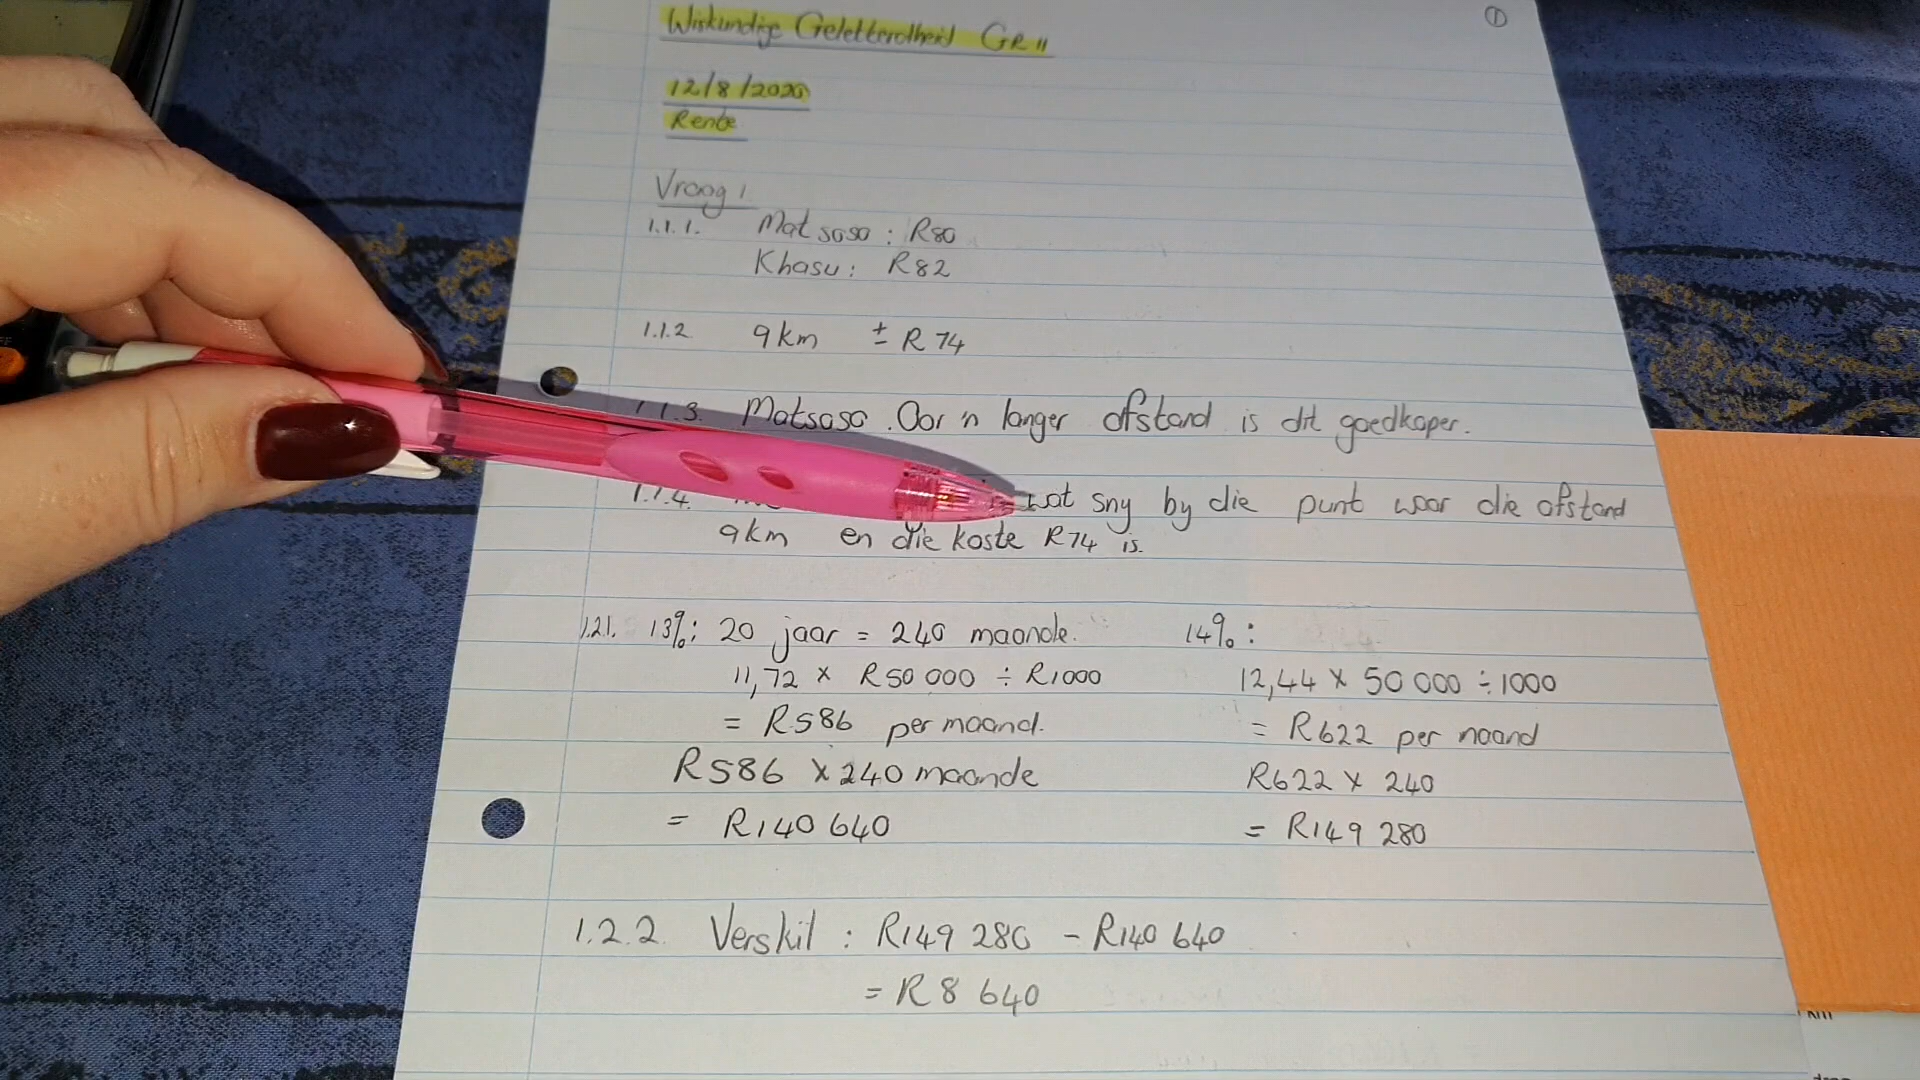 Wiskundige Geletterdheid GR 11
①
12/8/2020
Rente
Vraag 1
1.1.1. Matsoso : R80
Khasu : R82
1.1.2 9km ± R74
1.1.3. Matsoso. Oor 'n langer afstand is dit goedkoper.
1.1.4. wat sny by die punt waar die afstand
9km en die koste R74 is.
1.2.1. 13%: 20 jaar = 240 maande.
11,72 × R50 000 ÷ R1000
= R586 per maand.
R586 × 240 maande
= R140 640
14% :
12,44 × 50 000 ÷ 1000
= R622 per maand
R622 × 240
= R149 280
1.2.2. Verskil : R149 280 - R140 640
= R8 640